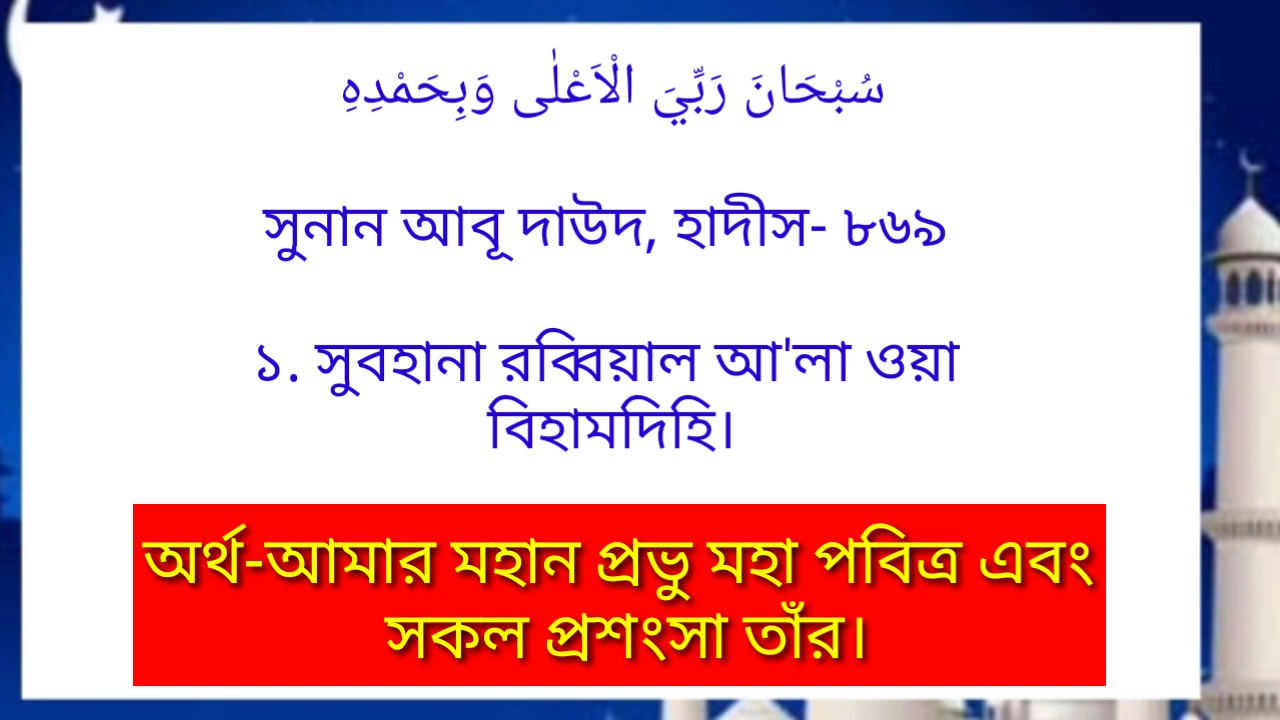 سُبْحَانَ رَبِّيَ الْاَعْلٰى وَبِحَمْدِهِ
সুনান আবূ দাউদ, হাদীস- ৮৬৯
১. সুবহানা রব্বিয়াল আ'লা ওয়া
বিহামদিহি।
অর্থ-আমার মহান প্রভু মহা পবিত্র এবং
সকল প্রশংসা তাঁর।